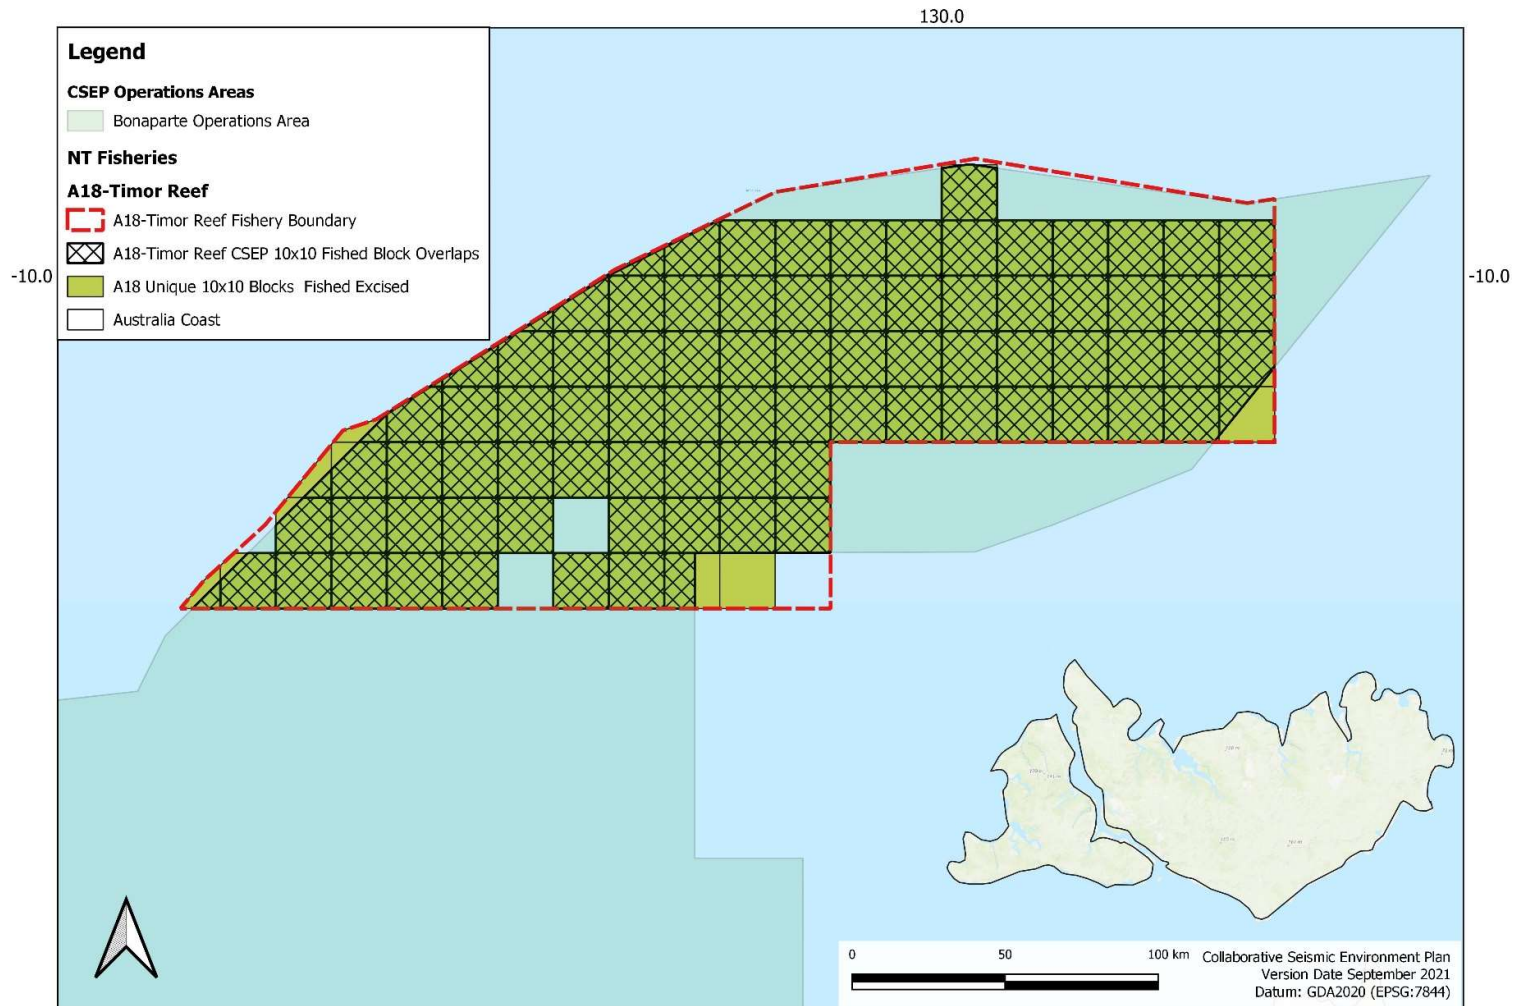 130.0
Legend
CSEP Operations Areas
Bonaparte Operations Area
NT Fisheries
A18-Timor Reef
A18-Timor Reef Fishery Boundary
A18-Timor Reef CSEP 10x10 Fished Block Overlaps
A18 Unique 10x10 Blocks Fished Excised
Australia Coast
-10.0
-10.0
0 50 100 km
Collaborative Seismic Environment Plan
Version Date September 2021
Datum: GDA2020 (EPSG:7844)